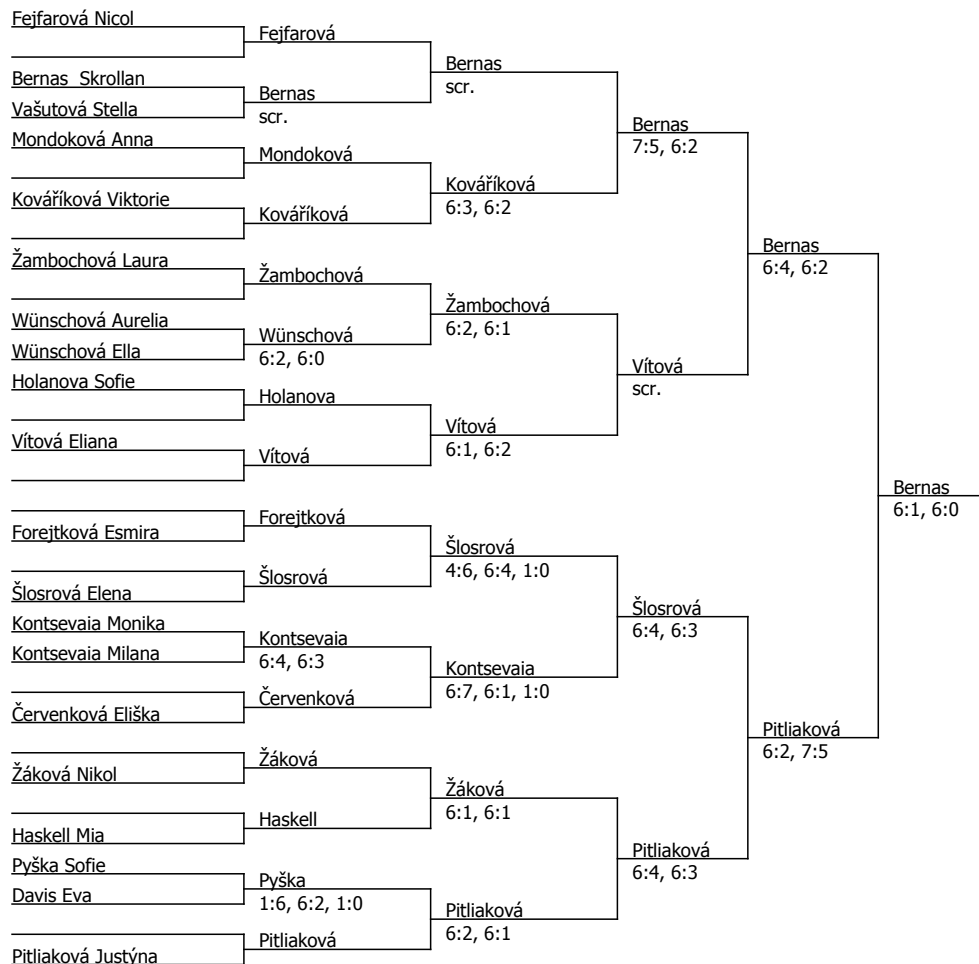 Fejfarová Nicol
Bernas  Skrollan
Vašutová Stella
Mondoková Anna
Kováříková Viktorie
Žambochová Laura
Wünschová Aurelia
Wünschová Ella
Holanova Sofie
Vítová Eliana
Forejtková Esmira
Šlosrová Elena
Kontsevaia Monika
Kontsevaia Milana
Červenková Eliška
Žáková Nikol
Haskell Mia
Pyška Sofie
Davis Eva
Pitliaková Justýna
Fejfarová
Bernas
scr.
Mondoková
Kováříková
Žambochová
Wünschová
6:2, 6:0
Holanova
Vítová
Forejtková
Šlosrová
Kontsevaia
6:4, 6:3
Červenková
Žáková
Haskell
Pyška
1:6, 6:2, 1:0
Pitliaková
Bernas
scr.
Kováříková
6:3, 6:2
Žambochová
6:2, 6:1
Vítová
6:1, 6:2
Šlosrová
4:6, 6:4, 1:0
Kontsevaia
6:7, 6:1, 1:0
Žáková
6:1, 6:1
Pitliaková
6:2, 6:1
Bernas
7:5, 6:2
Vítová
scr.
Šlosrová
6:4, 6:3
Pitliaková
6:4, 6:3
Bernas
6:4, 6:2
Pitliaková
6:2, 7:5
Bernas
6:1, 6:0